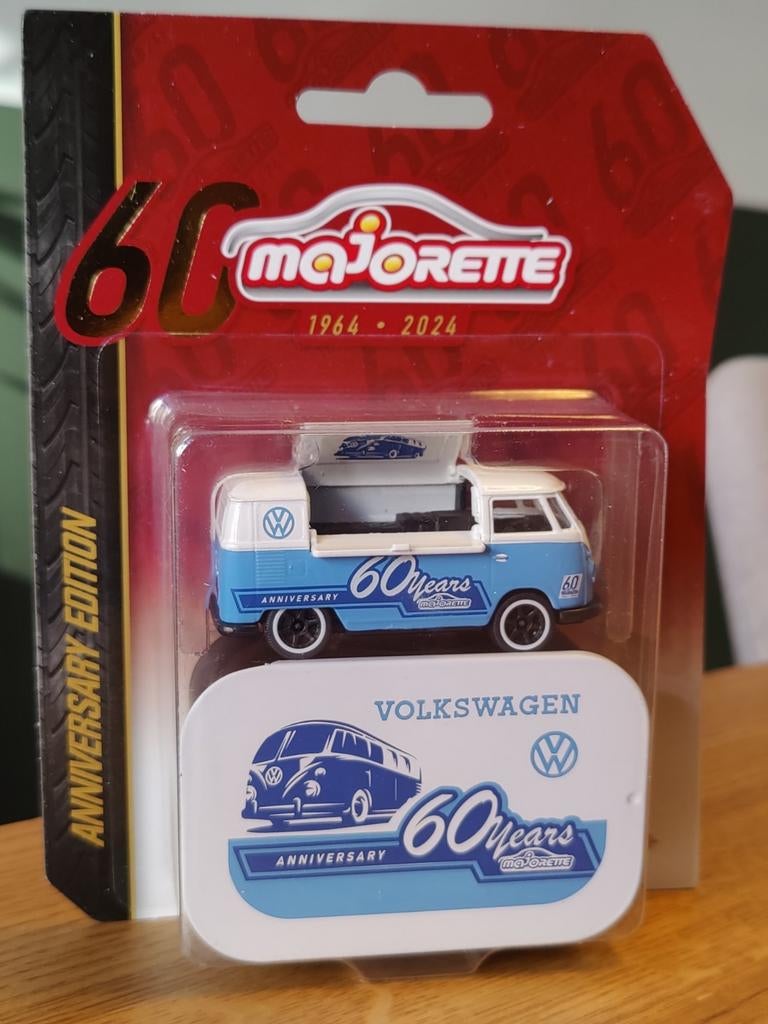 60 MAJORETTE
1964 • 2024
ANNIVERSARY EDITION
60 Years
ANNIVERSARY
MAJORETTE
60
VOLKSWAGEN
60 Years
ANNIVERSARY
MAJORETTE